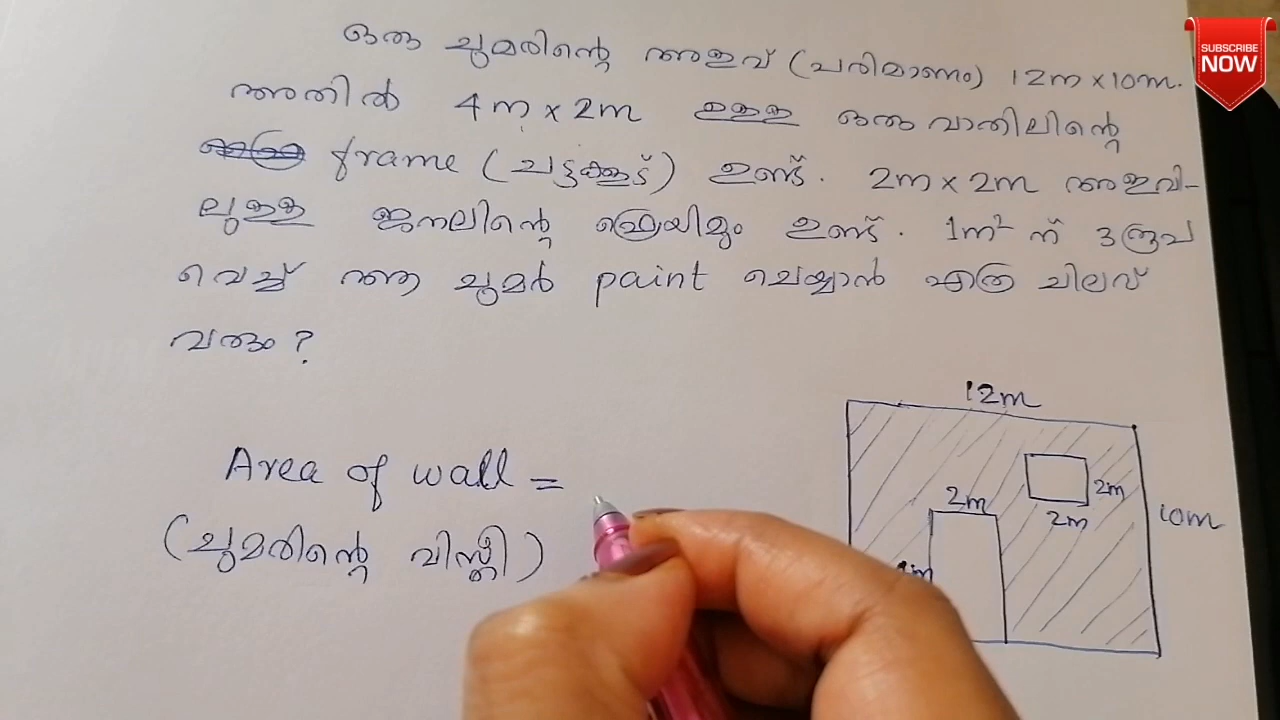 ഒരു ചുമരിന്റെ അളവ് (പരിമാണം) 12m x 10m.
അതിൽ 4m x 2m ഉള്ള ഒരു വാതിലിന്റെ
frame (ചട്ടക്കൂട്) ഉണ്ട്. 2m x 2m അളവി-
ലുള്ള ജനലിന്റെ ഫ്രെയിമും ഉണ്ട്. 1m² ന് 3 രൂപ
വെച്ച് ആ ചുമർ paint ചെയ്യാൻ എത്ര ചിലവ്
വരും?
12m
Area of wall =
2m
2m
2m
10m
(ചുമരിന്റെ വിസ്തീ)
SUBSCRIBE
NOW